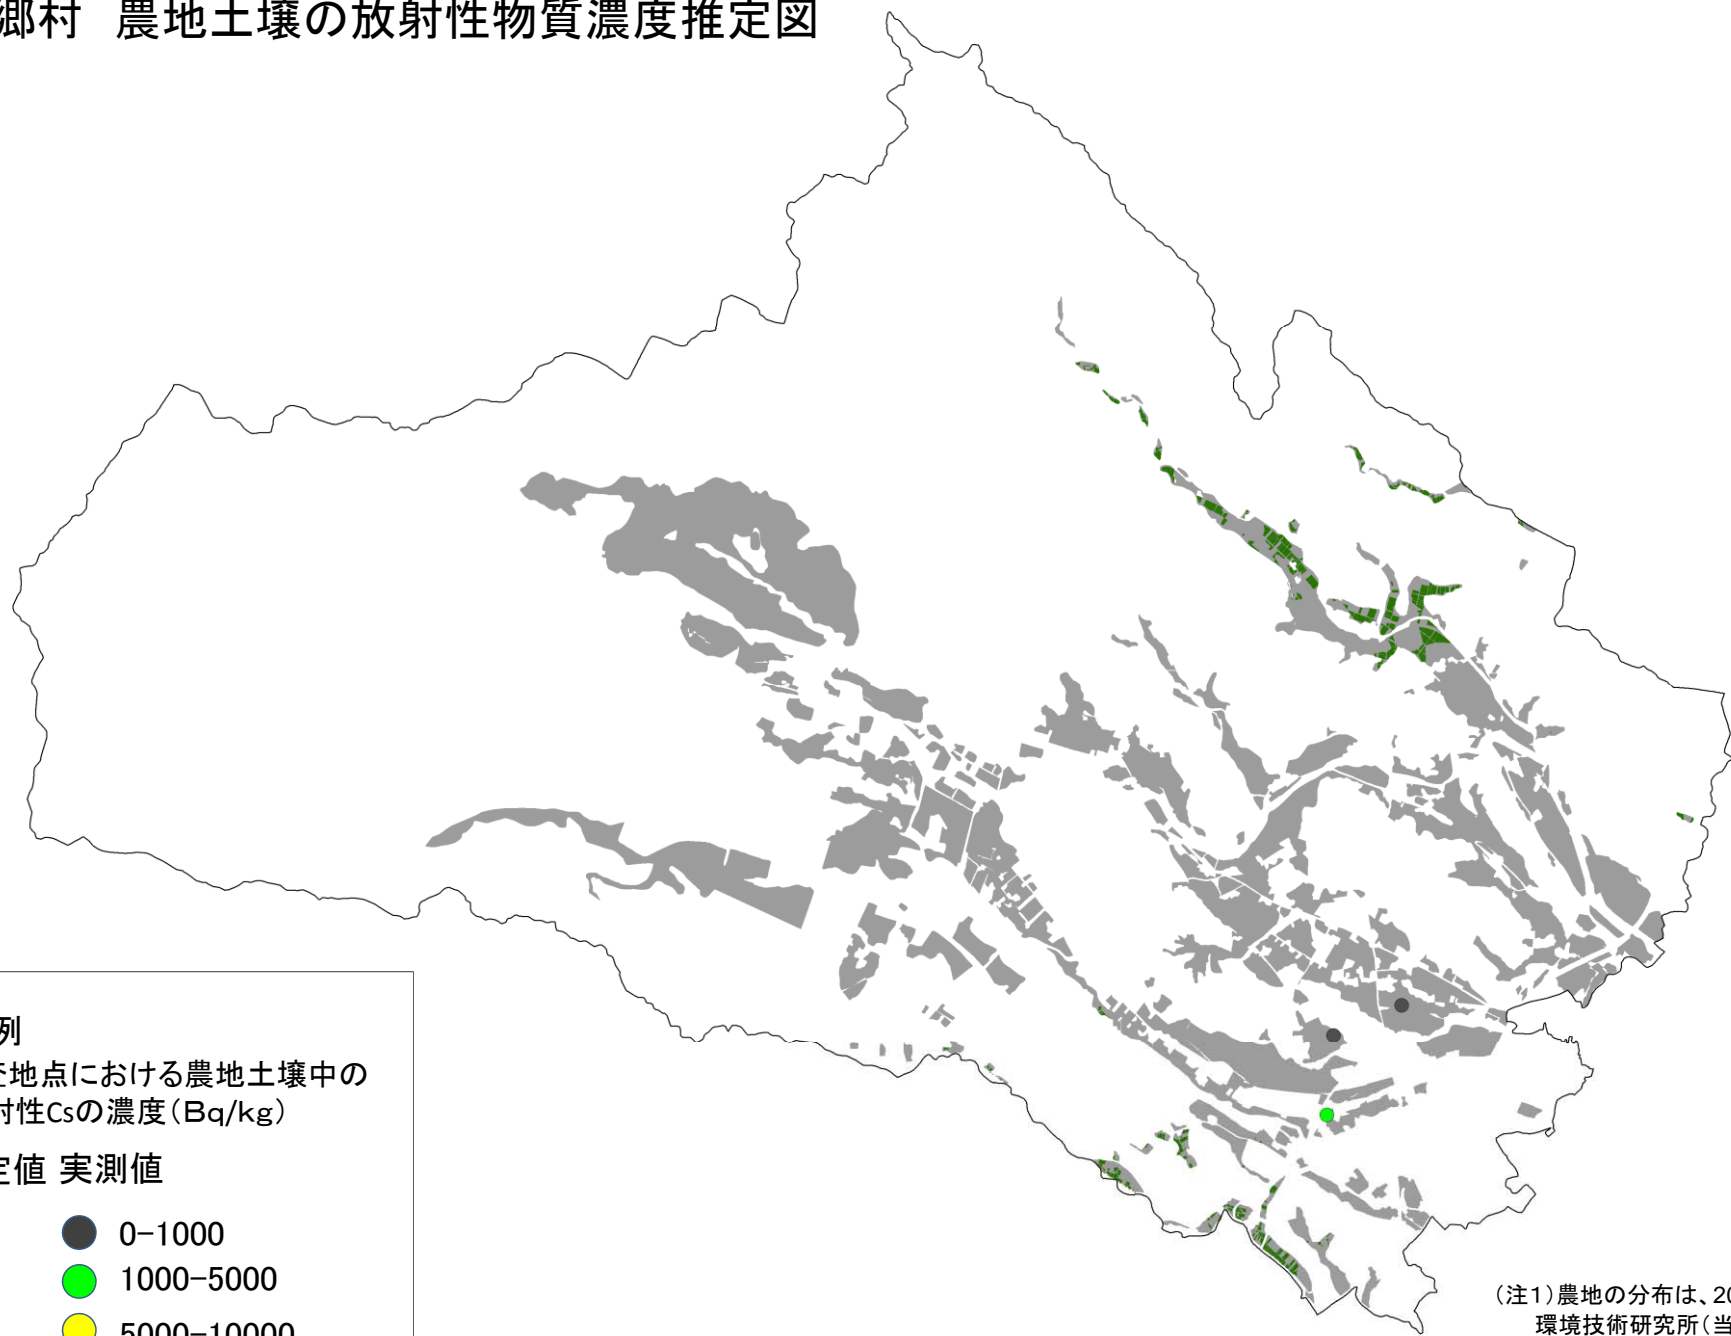 郷村 農地土壌の放射性物質濃度推定図
例
地点における農地土壌中の
射性Csの濃度（Bq/kg）
定値 実測値
0-1000
1000-5000
5000-10000
（注1）農地の分布は、20
環境技術研究所（当